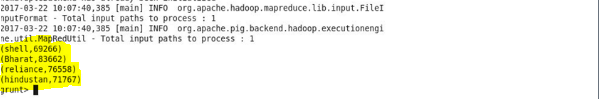 2017-03-22 10:07:40,385 [main] INFO  org.apache.hadoop.mapreduce.lib.input.FileI
nputFormat - Total input paths to process : 1
2017-03-22 10:07:40,385 [main] INFO  org.apache.pig.backend.hadoop.executionengi
ne.util.MapRedUtil - Total input paths to process : 1
(shell,69266)
(Bharat,83662)
(reliance,76558)
(hindustan,71767)
grunt>